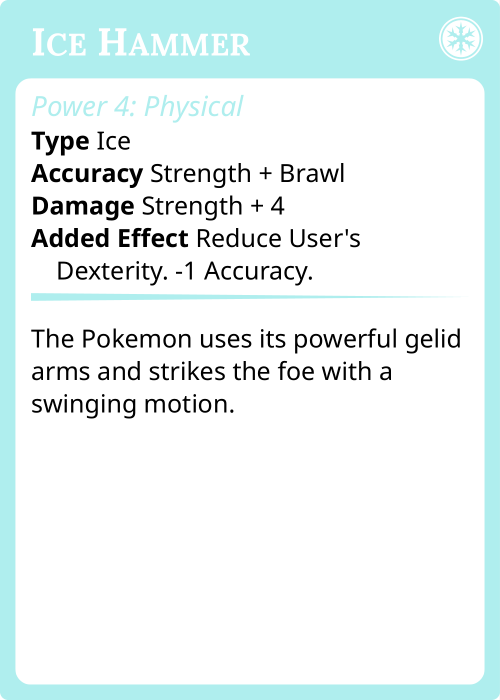 Ice Hammer
Power 4: Physical
Type Ice
Accuracy Strength + Brawl
Damage Strength + 4
Added Effect Reduce User's
Dexterity. -1 Accuracy.
The Pokemon uses its powerful gelid
arms and strikes the foe with a
swinging motion.